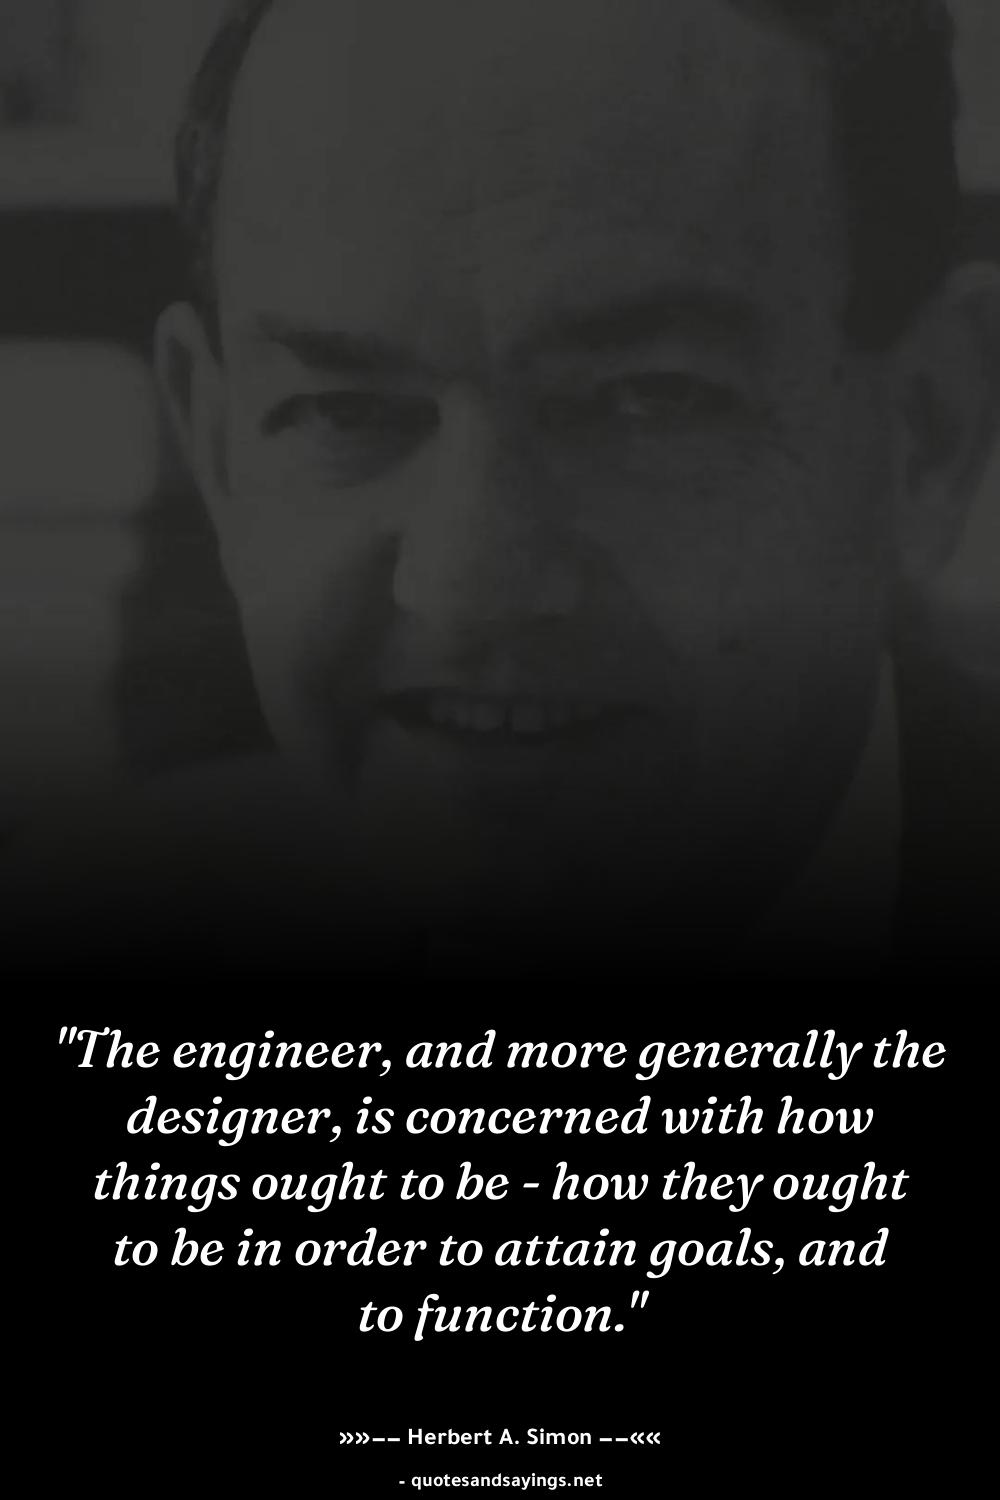 "The engineer, and more generally the
designer, is concerned with how
things ought to be - how they ought
to be in order to attain goals, and
to function."
»»–– Herbert A. Simon ––««
- quotesandsayings.net